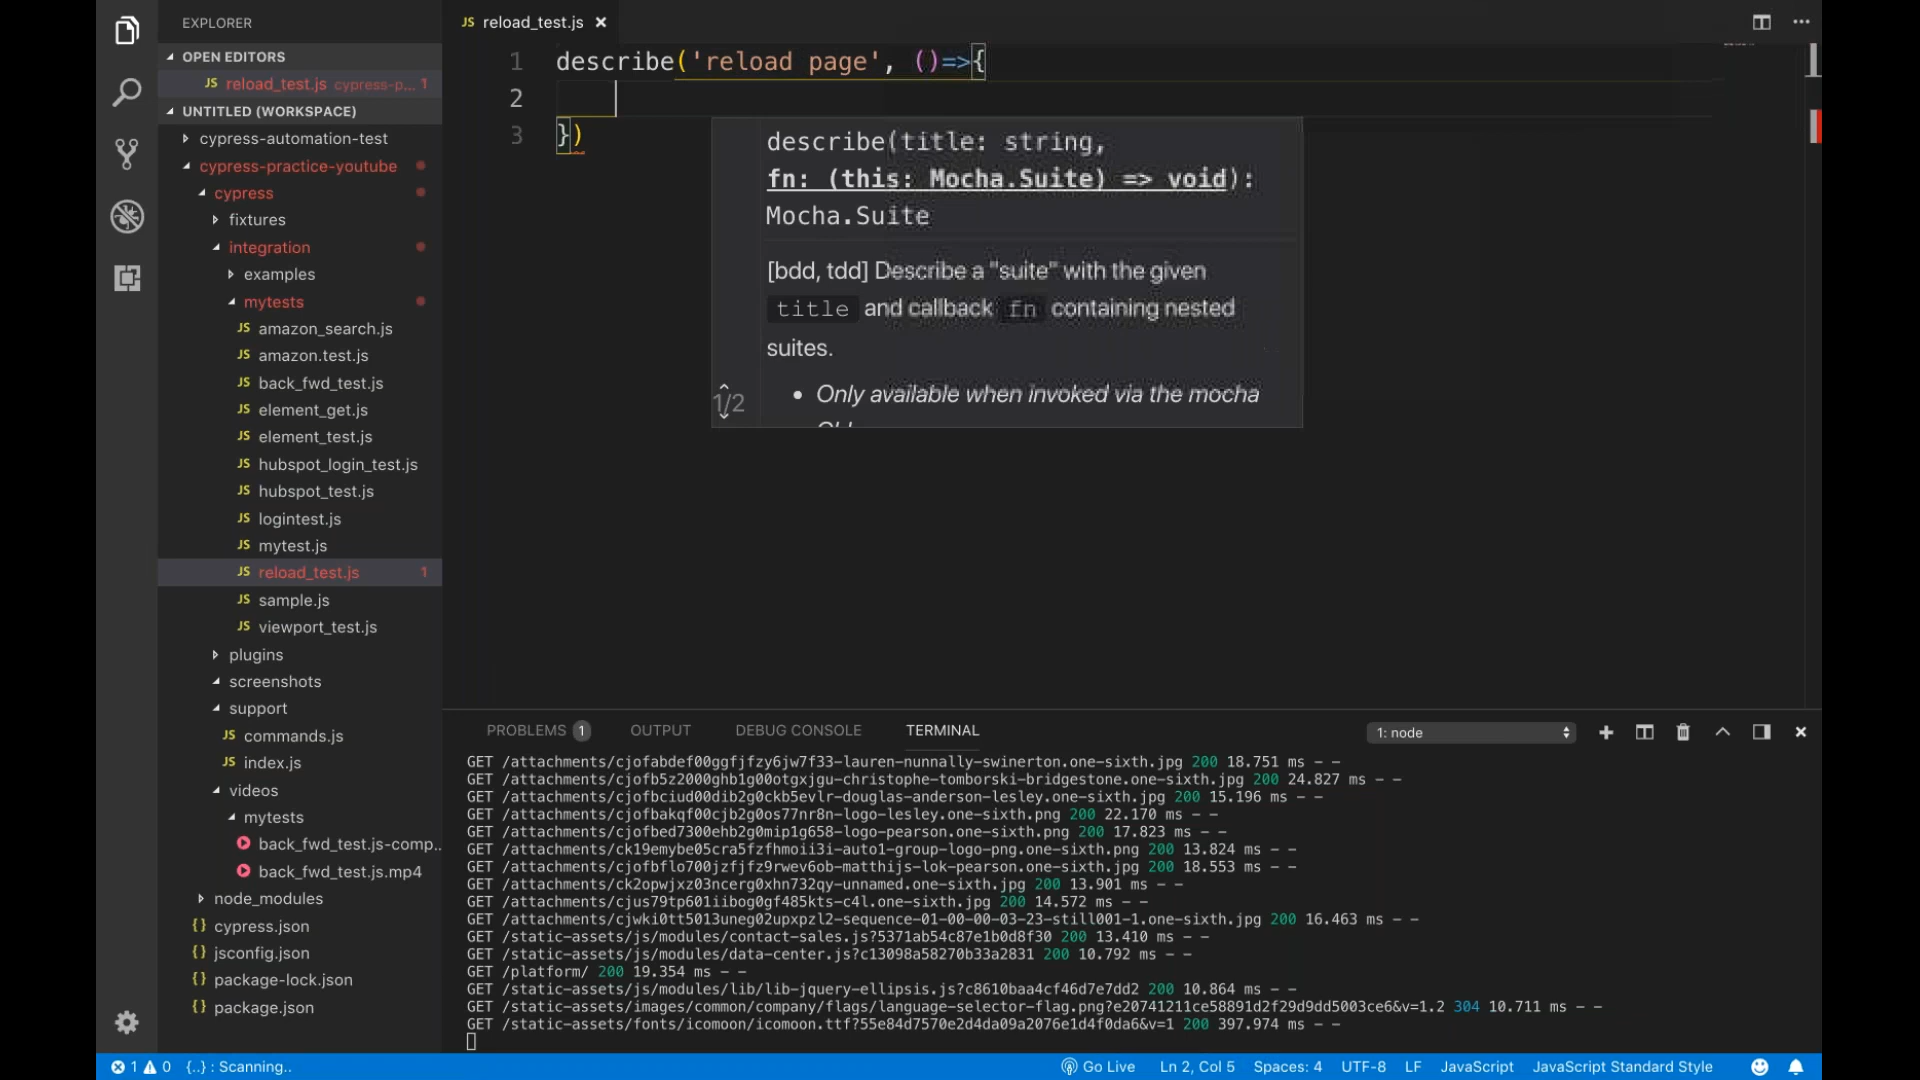 EXPLORER
OPEN EDITORS
JS reload_test.js cypress-p... 1
UNTITLED (WORKSPACE)
cypress-automation-test
cypress-practice-youtube
cypress
fixtures
integration
examples
mytests
JS amazon_search.js
JS amazon.test.js
JS back_fwd_test.js
JS element_get.js
JS element_test.js
JS hubspot_login_test.js
JS hubspot_test.js
JS logintest.js
JS mytest.js
JS reload_test.js 1
JS sample.js
JS viewport_test.js
plugins
screenshots
support
JS commands.js
JS index.js
videos
mytests
back_fwd_test.js-comp..
back_fwd_test.js.mp4
node_modules
{} cypress.json
{} jsconfig.json
{} package-lock.json
{} package.json
JS reload_test.js
1 describe('reload page', ()=>{
2
3 })
describe(title: string,
fn: (this: Mocha.Suite) => void):
Mocha.Suite
[bdd, tdd] Describe a "suite" with the given
title and callback fn containing nested
suites.
• Only available when invoked via the mocha
1/2
PROBLEMS 1 OUTPUT DEBUG CONSOLE TERMINAL 1: node
GET /attachments/cjofabdef00ggfjfzy6jw7f33-lauren-nunnally-swinerton.one-sixth.jpg 200 18.751 ms - -
GET /attachments/cjofb5z2000ghb1g00otgxjgu-christophe-tomborski-bridgestone.one-sixth.jpg 200 24.827 ms - -
GET /attachments/cjofbciud00dib2g0ckb5evlr-douglas-anderson-lesley.one-sixth.jpg 200 15.196 ms - -
GET /attachments/cjofbakqf00cjb2g0os77nr8n-logo-lesley.one-sixth.png 200 22.170 ms - -
GET /attachments/cjofbed7300ehb2g0mip1g658-logo-pearson.one-sixth.png 200 17.823 ms - -
GET /attachments/ck19emybe05cra5fzfhmoii3i-auto1-group-logo-png.one-sixth.png 200 13.824 ms - -
GET /attachments/cjofbflo700jzfjfz9rwev6ob-matthijs-lok-pearson.one-sixth.jpg 200 18.553 ms - -
GET /attachments/ck2opwjxz03ncerg0xhn732qy-unnamed.one-sixth.jpg 200 13.901 ms - -
GET /attachments/cjus79tp601iibog0gf485kts-c4l.one-sixth.jpg 200 14.572 ms - -
GET /attachments/cjwki0tt5013uneg02upxpzl2-sequence-01-00-00-03-23-still001-1.one-sixth.jpg 200 16.463 ms - -
GET /static-assets/js/modules/contact-sales.js?5371ab54c87e1b0d8f30 200 13.410 ms - -
GET /static-assets/js/modules/data-center.js?c13098a58270b33a2831 200 10.792 ms - -
GET /platform/ 200 19.354 ms - -
GET /static-assets/js/modules/lib/lib-jquery-ellipsis.js?c8610baa4cf46d7e7dd2 200 10.864 ms - -
GET /static-assets/images/common/company/flags/language-selector-flag.png?e20741211ce58891d2f29d9dd5003ce6&v=1.2 304 10.711 ms - -
GET /static-assets/fonts/icomoon/icomoon.ttf?55e84d7570e2d4da09a2076e1d4f0da6&v=1 200 397.974 ms - -
1 0 {..} : Scanning.. Go Live Ln 2, Col 5 Spaces: 4 UTF-8 LF JavaScript JavaScript Standard Style